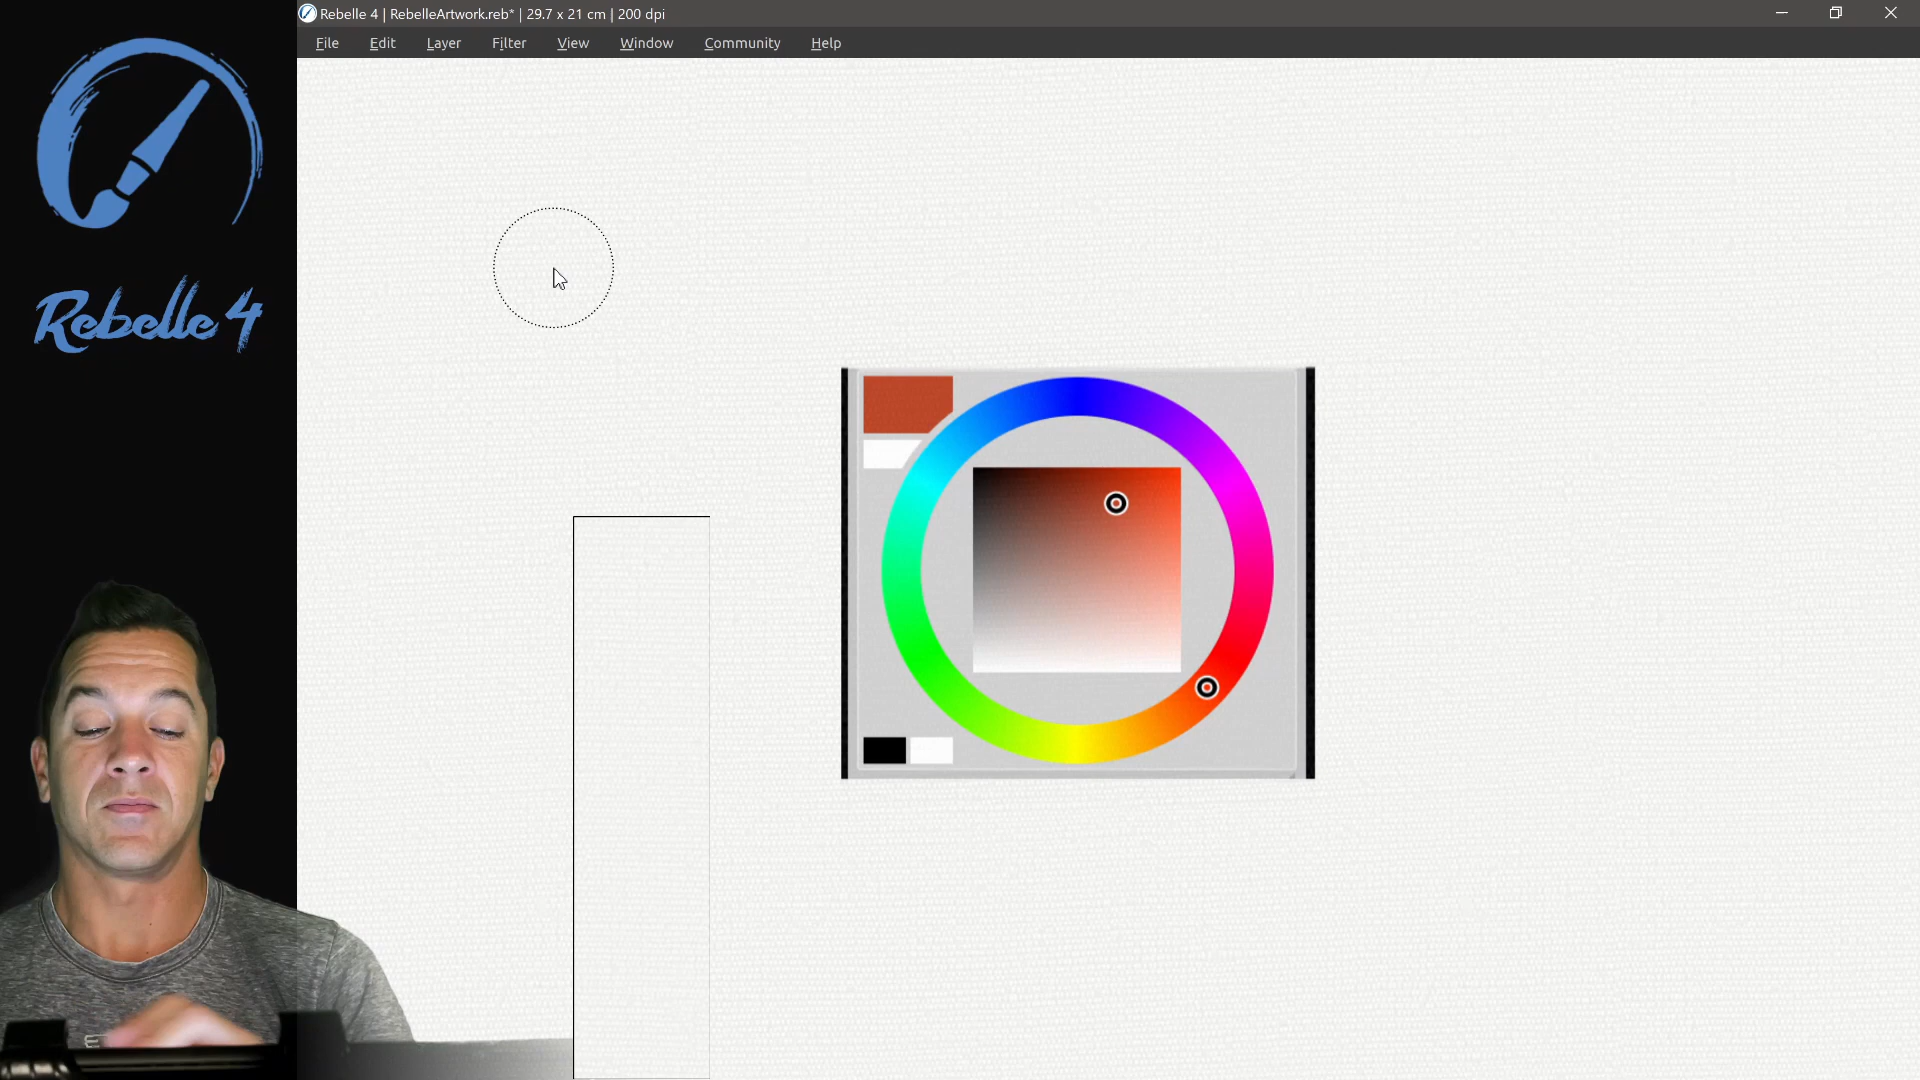 Rebelle 4 | RebelleArtwork.reb* | 29.7 x 21 cm | 200 dpi
File Edit Layer Filter View Window Community Help
Rebelle 4
E